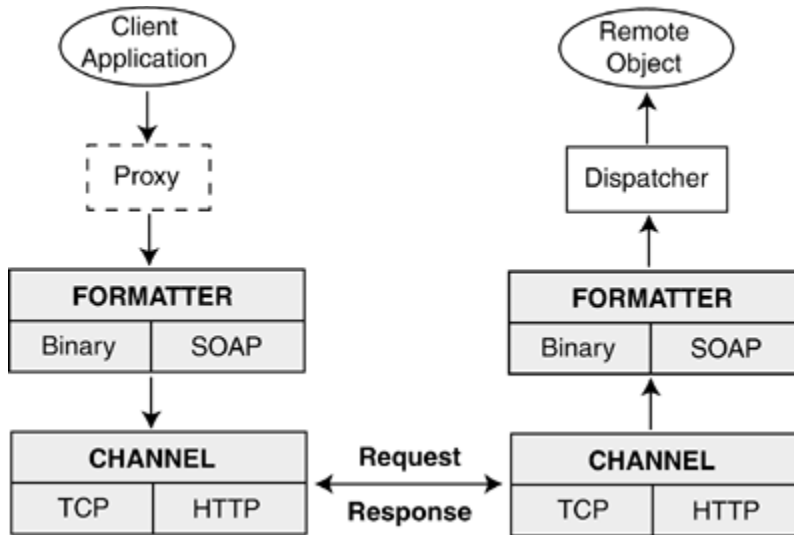 Client
Application
Proxy
FORMATTER
Binary SOAP
CHANNEL
TCP HTTP
Request
Response
Remote
Object
Dispatcher
FORMATTER
Binary SOAP
CHANNEL
TCP HTTP